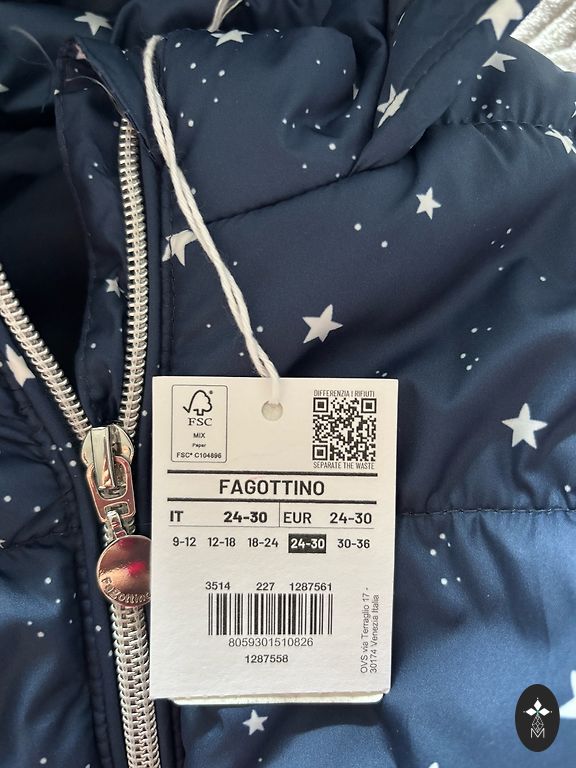 DIFFERENZIA I RIFIUTI
FSC
MIX
Paper
FSC® C104896
SEPARATE THE WASTE
FAGOTTINO
IT 24-30 EUR 24-30
9-12 12-18 18-24 24-30 30-36
3514 227 1287561
8059301510826
1287558
OVS via Terraglio 17 -
30174 Venezia Italia
Fagottino
M